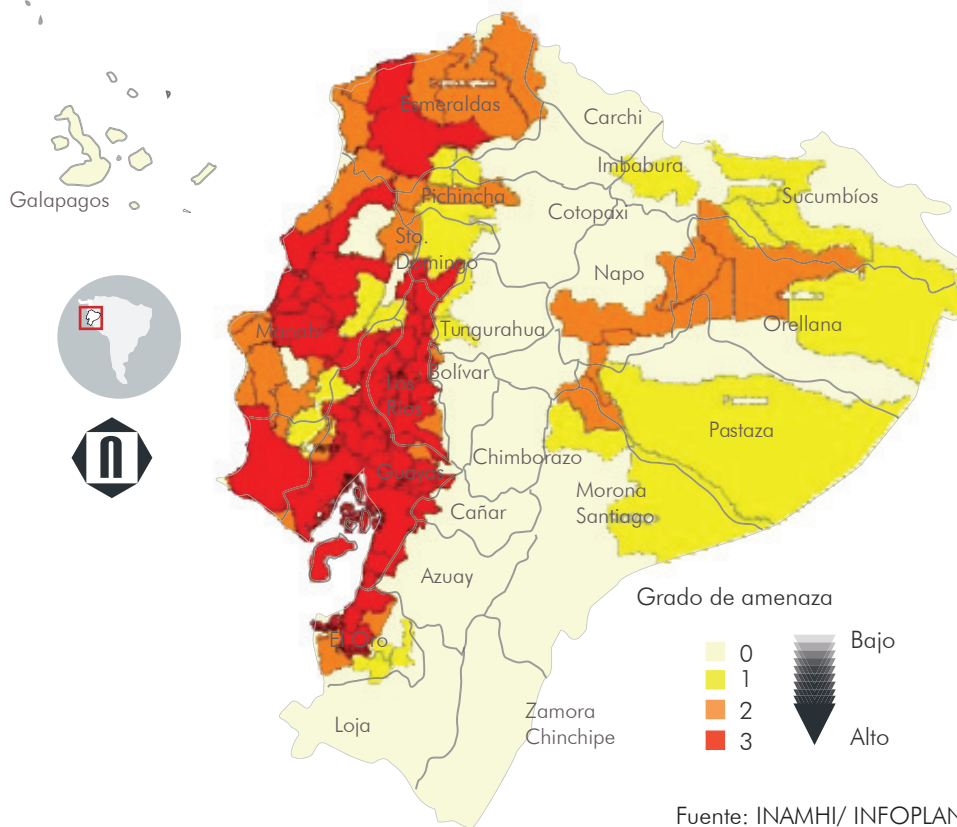 Esmeraldas
Carchi
Imbabura
Galapagos
Pichincha
Sucumbíos
Cotopaxi
Sto.
Domingo
Napo
Manabí
Tungurahua
Orellana
Bolívar
Los
Ríos
Pastaza
Guayas
Chimborazo
Morona
Santiago
Cañar
Azuay
El Oro
Loja
Zamora
Chinchipe
Grado de amenaza
0
1
2
3
Bajo
Alto
Fuente: INAMHI/ INFOPLAN